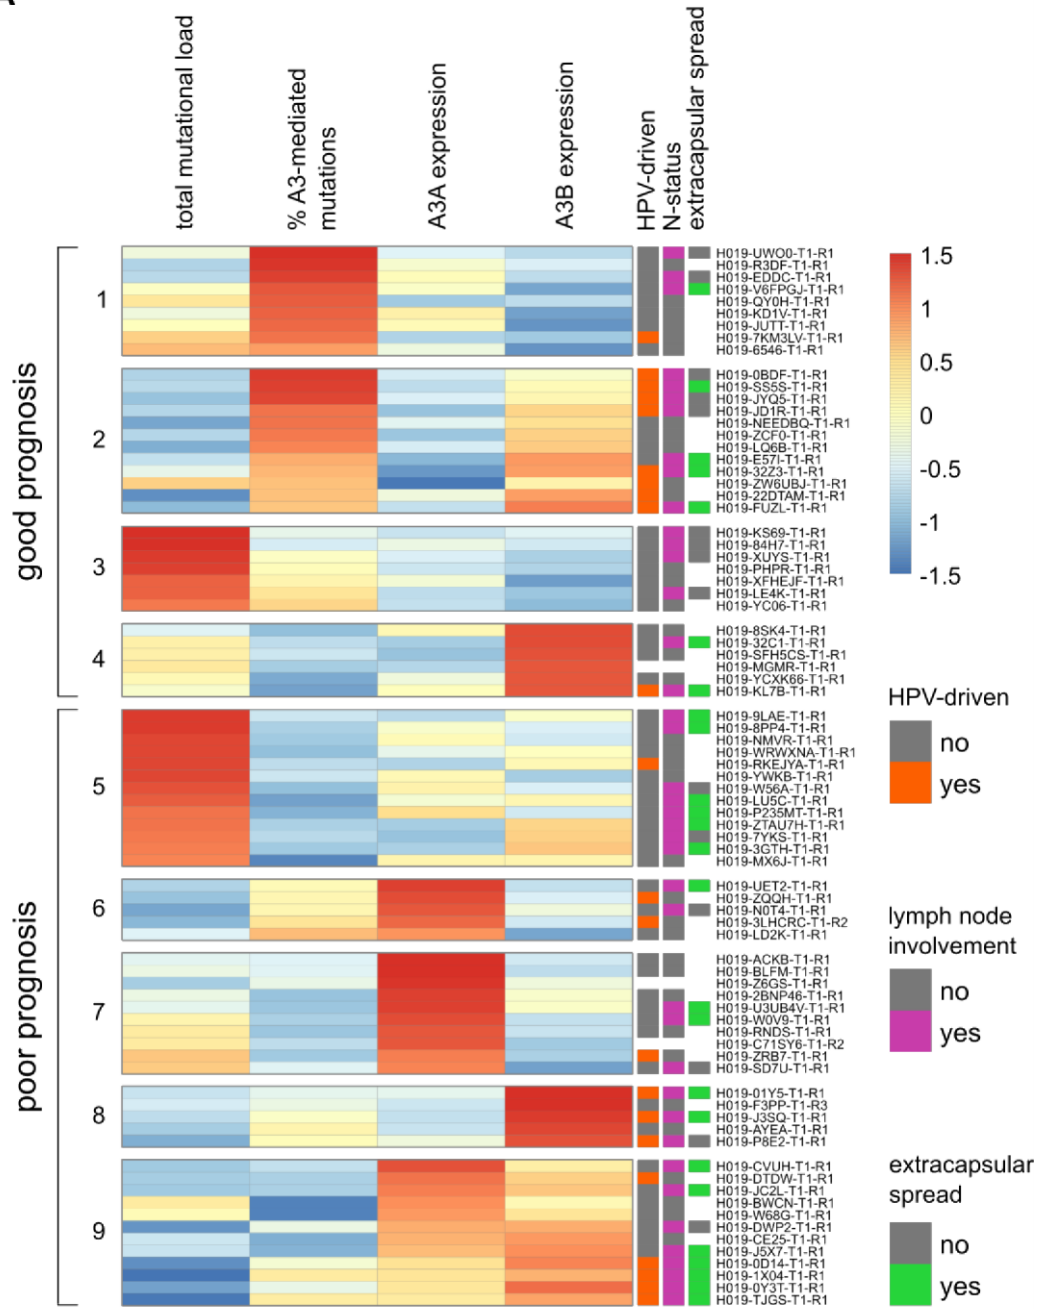 total mutational load
% A3-mediated
mutations
A3A expression
A3B expression
HPV-driven
N-status
extracapsular spread
good prognosis
poor prognosis
1
H019-UWO0-T1-R1
H019-R3DF-T1-R1
H019-EDDC-T1-R1
H019-V6FPGJ-T1-R1
H019-QY0H-T1-R1
H019-KD1V-T1-R1
H019-JUTT-T1-R1
H019-7KM3LV-T1-R1
H019-6546-T1-R1
2
H019-0BDF-T1-R1
H019-SS5S-T1-R1
H019-JYQ5-T1-R1
H019-JD1R-T1-R1
H019-NEEDBQ-T1-R1
H019-ZCF0-T1-R1
H019-LQ6B-T1-R1
H019-E57I-T1-R1
H019-32Z3-T1-R1
H019-ZW6UBJ-T1-R1
H019-22DTAM-T1-R1
H019-FUZL-T1-R1
3
H019-KS69-T1-R1
H019-84H7-T1-R1
H019-XUYS-T1-R1
H019-PHPR-T1-R1
H019-XFHEJF-T1-R1
H019-LE4K-T1-R1
H019-YC06-T1-R1
4
H019-8SK4-T1-R1
H019-32C1-T1-R1
H019-SFH5CS-T1-R1
H019-MGMR-T1-R1
H019-YCXK66-T1-R1
H019-KL7B-T1-R1
5
H019-9LAE-T1-R1
H019-8PP4-T1-R1
H019-NMVR-T1-R1
H019-WRWXNA-T1-R1
H019-RKEJYA-T1-R1
H019-YWKB-T1-R1
H019-W56A-T1-R1
H019-LU5C-T1-R1
H019-P235MT-T1-R1
H019-ZTAU7H-T1-R1
H019-7YKS-T1-R1
H019-3GTH-T1-R1
H019-MX6J-T1-R1
6
H019-UET2-T1-R1
H019-ZQQH-T1-R1
H019-N0T4-T1-R1
H019-3LHCRC-T1-R2
H019-LD2K-T1-R1
7
H019-ACKB-T1-R1
H019-BLFM-T1-R1
H019-Z6GS-T1-R1
H019-2BNP46-T1-R1
H019-U3UB4V-T1-R1
H019-W0V9-T1-R1
H019-RNDS-T1-R1
H019-C71SY6-T1-R2
H019-ZRB7-T1-R1
H019-SD7U-T1-R1
8
H019-01Y5-T1-R1
H019-F3PP-T1-R3
H019-J3SQ-T1-R1
H019-AYEA-T1-R1
H019-P8E2-T1-R1
9
H019-CVUH-T1-R1
H019-DTDW-T1-R1
H019-JC2L-T1-R1
H019-BWCN-T1-R1
H019-W68G-T1-R1
H019-DWP2-T1-R1
H019-CE25-T1-R1
H019-J5X7-T1-R1
H019-0D14-T1-R1
H019-1X04-T1-R1
H019-0Y3T-T1-R1
H019-TJGS-T1-R1
1.5
1
0.5
0
-0.5
-1
-1.5
HPV-driven
no
yes
lymph node
involvement
no
yes
extracapsular
spread
no
yes